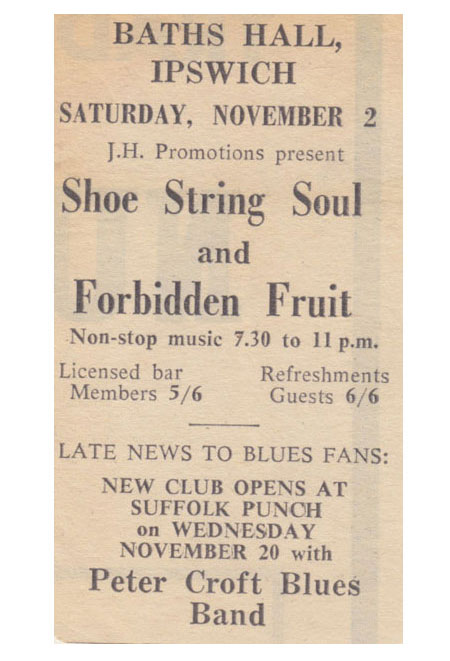 BATHS HALL,
IPSWICH
SATURDAY, NOVEMBER 2
J.H. Promotions present
Shoe String Soul
and
Forbidden Fruit
Non-stop music 7.30 to 11 p.m.
Licensed bar Refreshments
Members 5/6 Guests 6/6
LATE NEWS TO BLUES FANS:
NEW CLUB OPENS AT
SUFFOLK PUNCH
on WEDNESDAY
NOVEMBER 20 with
Peter Croft Blues
Band